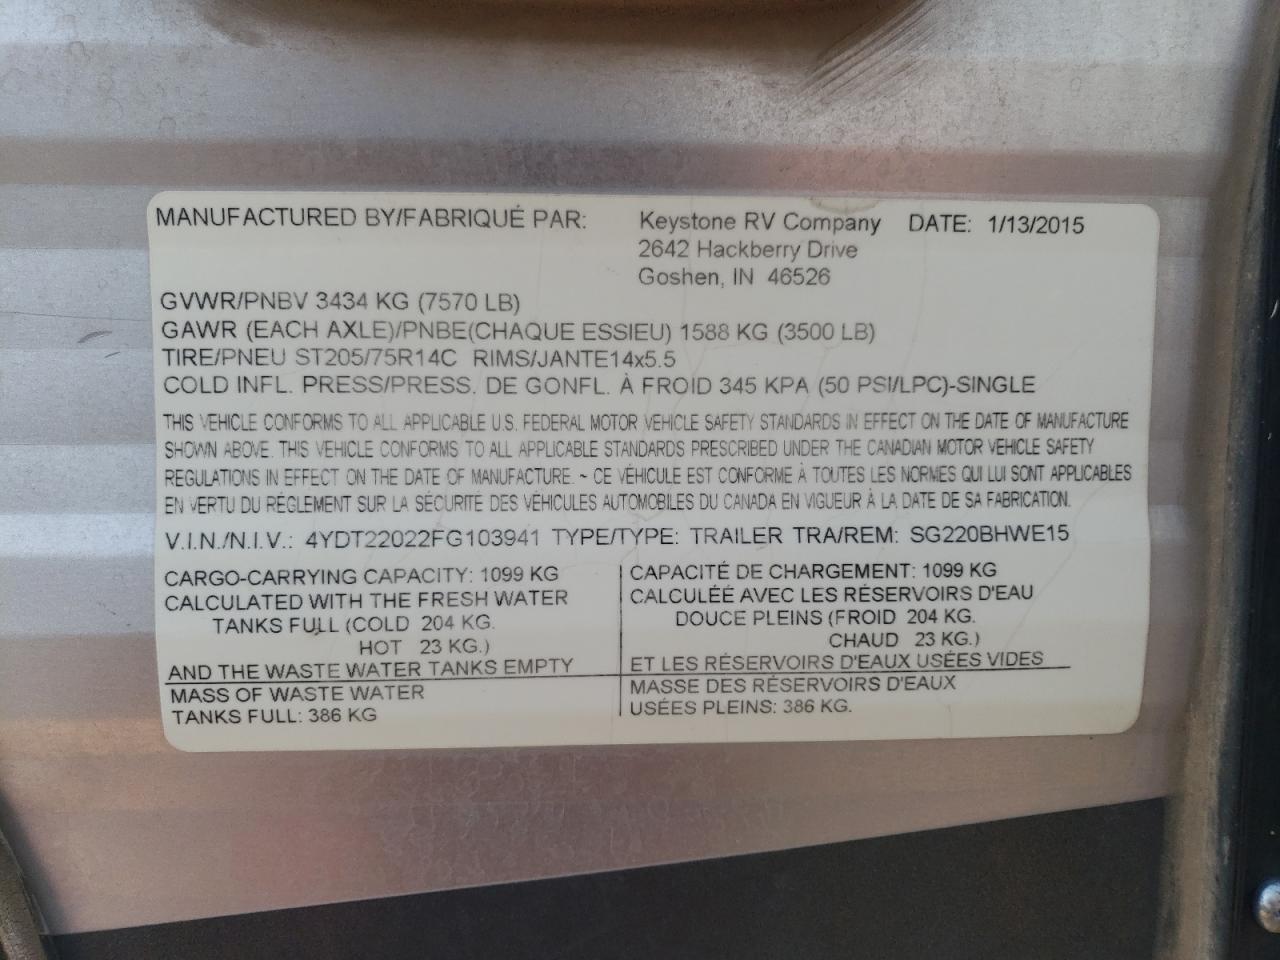 MANUFACTURED BY/FABRIQUÉ PAR: Keystone RV Company DATE: 1/13/2015
2642 Hackberry Drive
Goshen, IN 46526
GVWR/PNBV 3434 KG (7570 LB)
GAWR (EACH AXLE)/PNBE(CHAQUE ESSIEU) 1588 KG (3500 LB)
TIRE/PNEU ST205/75R14C RIMS/JANTE14x5.5
COLD INFL. PRESS/PRESS. DE GONFL. À FROID 345 KPA (50 PSI/LPC)-SINGLE
THIS VEHICLE CONFORMS TO ALL APPLICABLE U.S. FEDERAL MOTOR VEHICLE SAFETY STANDARDS IN EFFECT ON THE DATE OF MANUFACTURE
SHOWN ABOVE. THIS VEHICLE CONFORMS TO ALL APPLICABLE STANDARDS PRESCRIBED UNDER THE CANADIAN MOTOR VEHICLE SAFETY
REGULATIONS IN EFFECT ON THE DATE OF MANUFACTURE. ~ CE VÉHICULE EST CONFORME À TOUTES LES NORMES QUI LUI SONT APPLICABLES
EN VERTU DU RÉGLEMENT SUR LA SÉCURITÉ DES VÉHICULES AUTOMOBILES DU CANADA EN VIGUEUR À LA DATE DE SA FABRICATION.
V.I.N./N.I.V.: 4YDT22022FG103941 TYPE/TYPE: TRAILER TRA/REM: SG220BHWE15
CARGO-CARRYING CAPACITY: 1099 KG
CALCULATED WITH THE FRESH WATER
TANKS FULL (COLD 204 KG.
HOT 23 KG.)
AND THE WASTE WATER TANKS EMPTY
MASS OF WASTE WATER
TANKS FULL: 386 KG
CAPACITÉ DE CHARGEMENT: 1099 KG
CALCULÉÉ AVEC LES RÉSERVOIRS D'EAU
DOUCE PLEINS (FROID 204 KG.
CHAUD 23 KG.)
ET LES RÉSERVOIRS D'EAUX USÉES VIDES
MASSE DES RÉSERVOIRS D'EAUX
USÉES PLEINS: 386 KG.